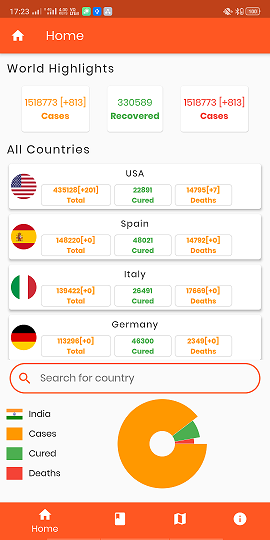 17:23
100
Home
World Highlights
1518773 [+813]
Cases
330589
Recovered
1518773 [+813]
Cases
All Countries
USA
435128[+201]
Total
22891
Cured
14795[+7]
Deaths
Spain
148220[+0]
Total
48021
Cured
14792[+0]
Deaths
Italy
139422[+0]
Total
26491
Cured
17669[+0]
Deaths
Germany
113296[+0]
Total
46300
Cured
2349[+0]
Deaths
Search for country
India
Cases
Cured
Deaths
Home